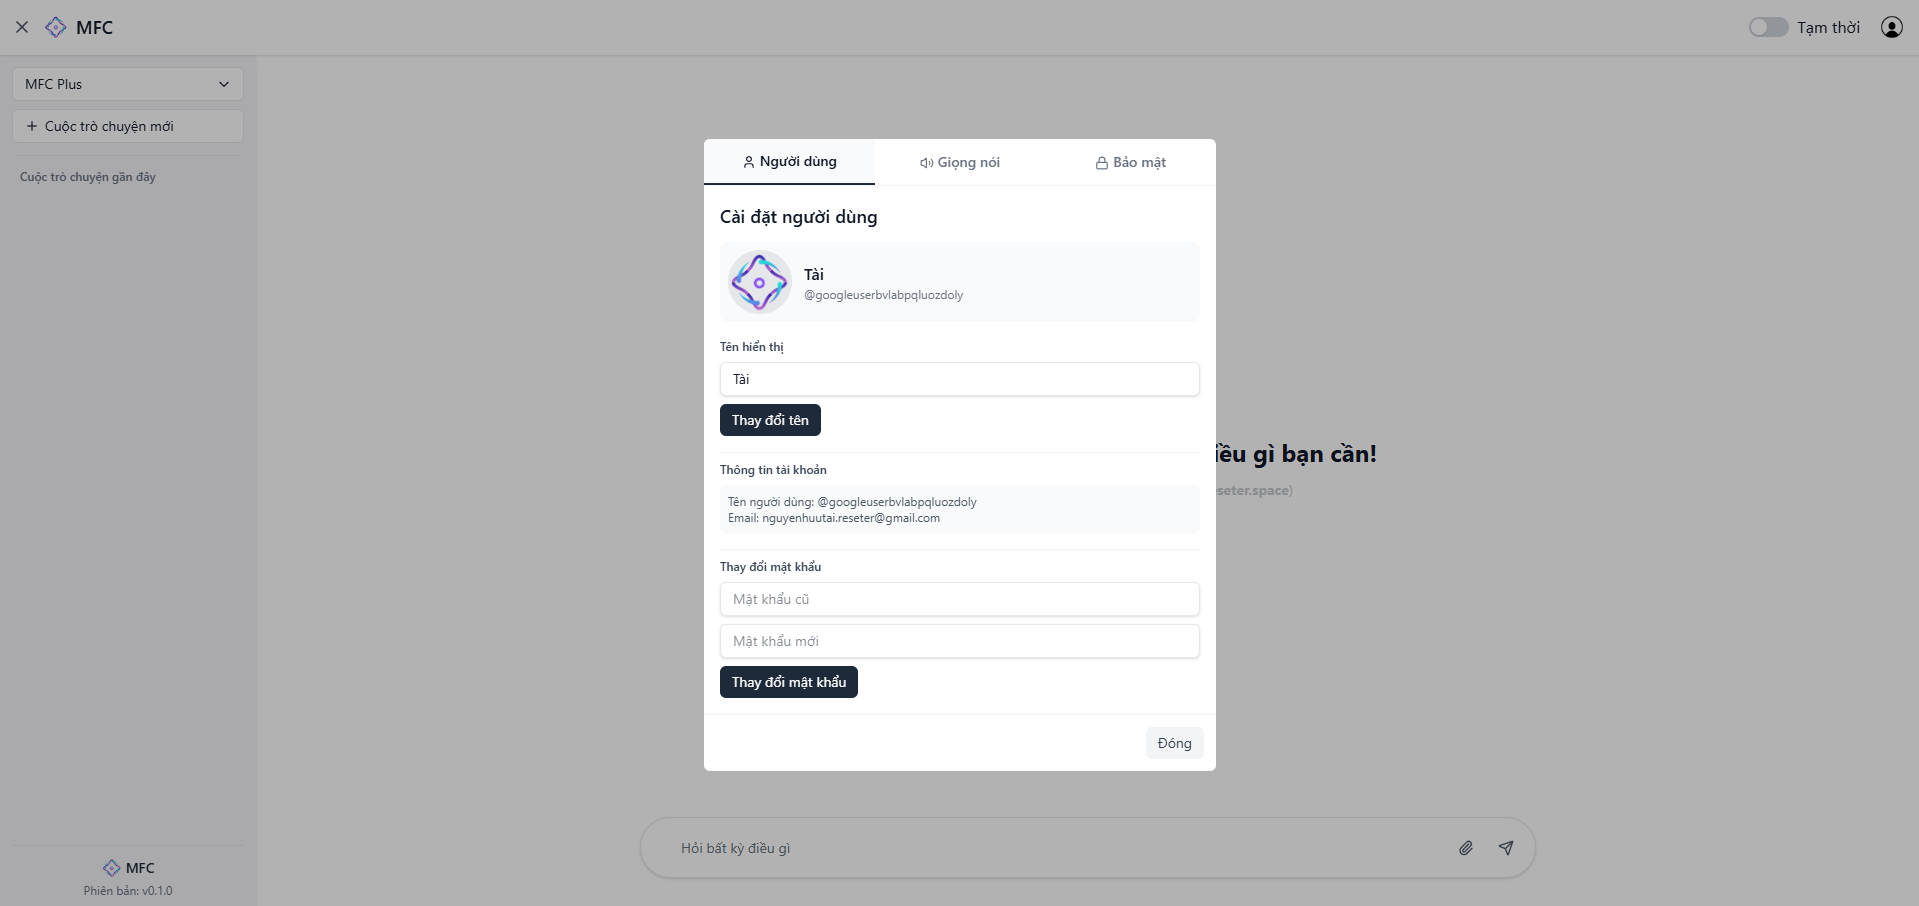 MFC
Tạm thời
MFC Plus
Cuộc trò chuyện mới
Cuộc trò chuyện gần đây
Người dùng
Giọng nói
Bảo mật
Cài đặt người dùng
Tài
@googleuserbvlabpqluozdoly
Tên hiển thị
Tài
Thay đổi tên
Thông tin tài khoản
Tên người dùng: @googleuserbvlabpqluozdoly
Email: nguyenhuutai.reseter@gmail.com
Thay đổi mật khẩu
Mật khẩu cũ
Mật khẩu mới
Thay đổi mật khẩu
Đóng
gì bạn cần!
Hỏi bất kỳ điều gì
MFC
Phiên bản: v0.1.0